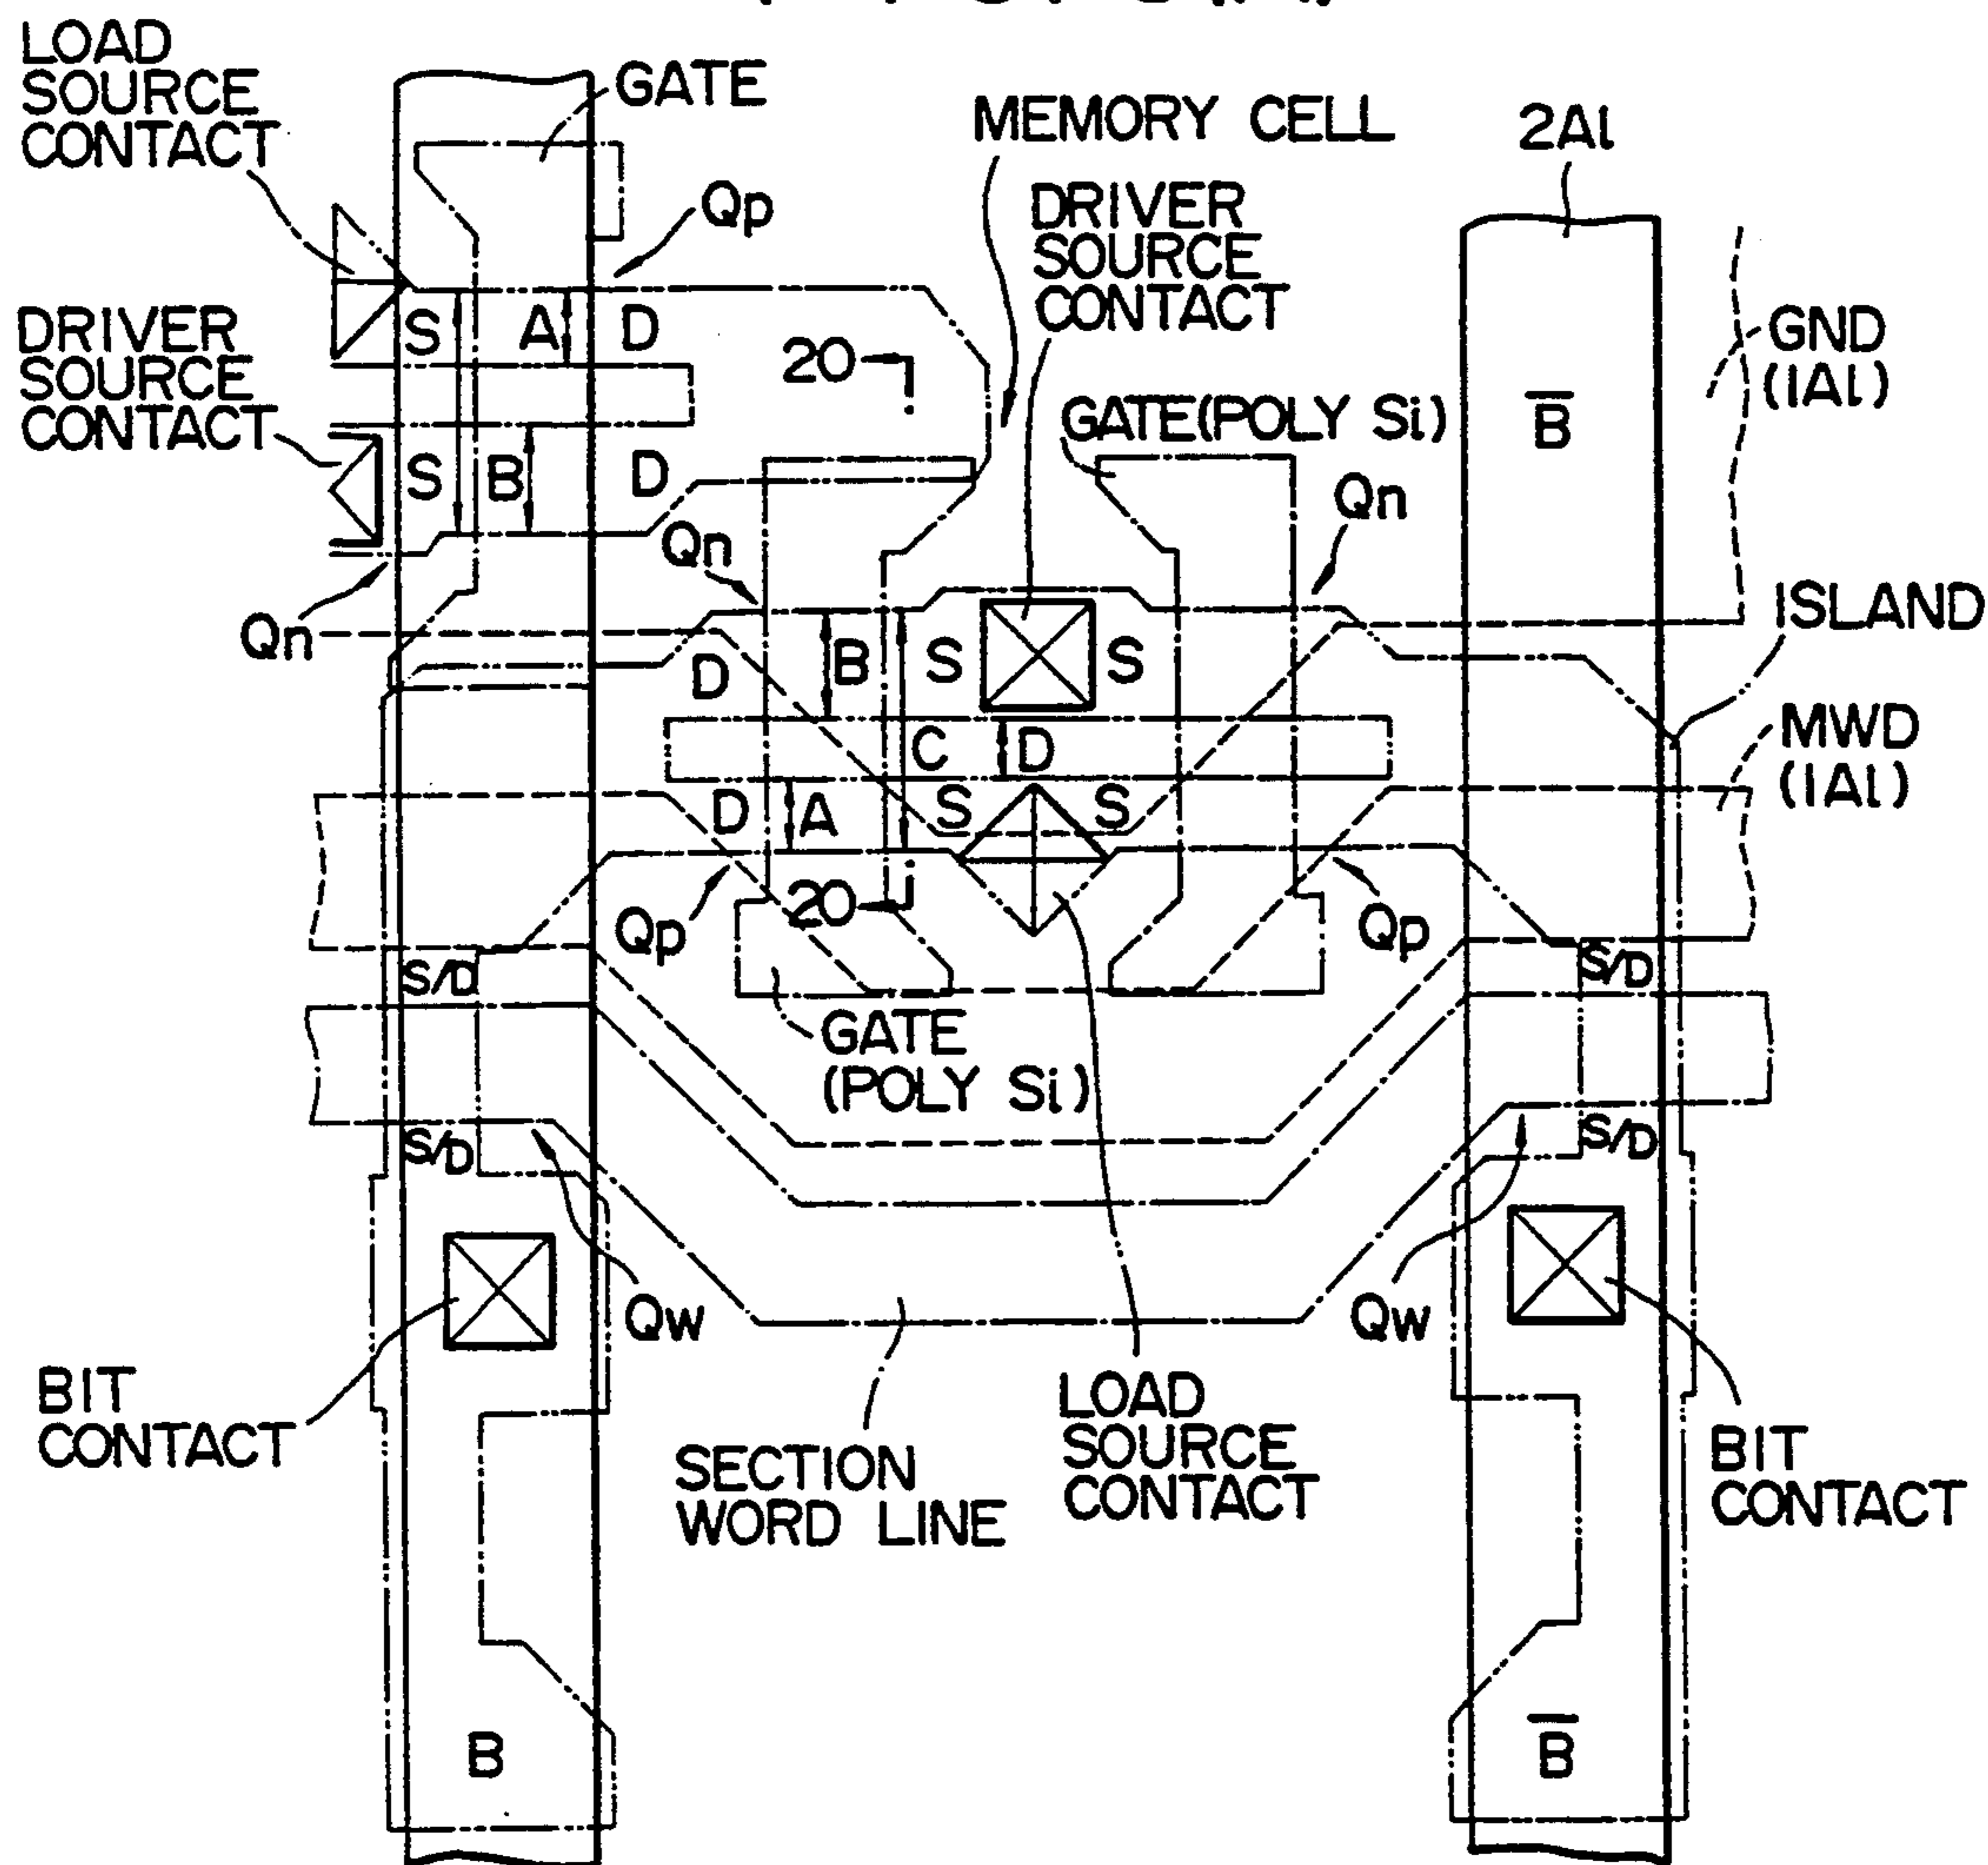 LOAD
SOURCE
CONTACT
GATE
MEMORY CELL
2Al
Qp
DRIVER
SOURCE
CONTACT
DRIVER
SOURCE
CONTACT
S
A
D
20
GND
(1Al)
GATE(POLY Si)
B̅
S
B
D
Qn
Qn
Qn
ISLAND
D
B
S
S
C
D
MWD
(1Al)
D
A
S
S
20
Qp
Qp
S/D
S/D
GATE
(POLY Si)
S/D
S/D
Qw
Qw
BIT
CONTACT
SECTION
WORD LINE
LOAD
SOURCE
CONTACT
BIT
CONTACT
B
B̅